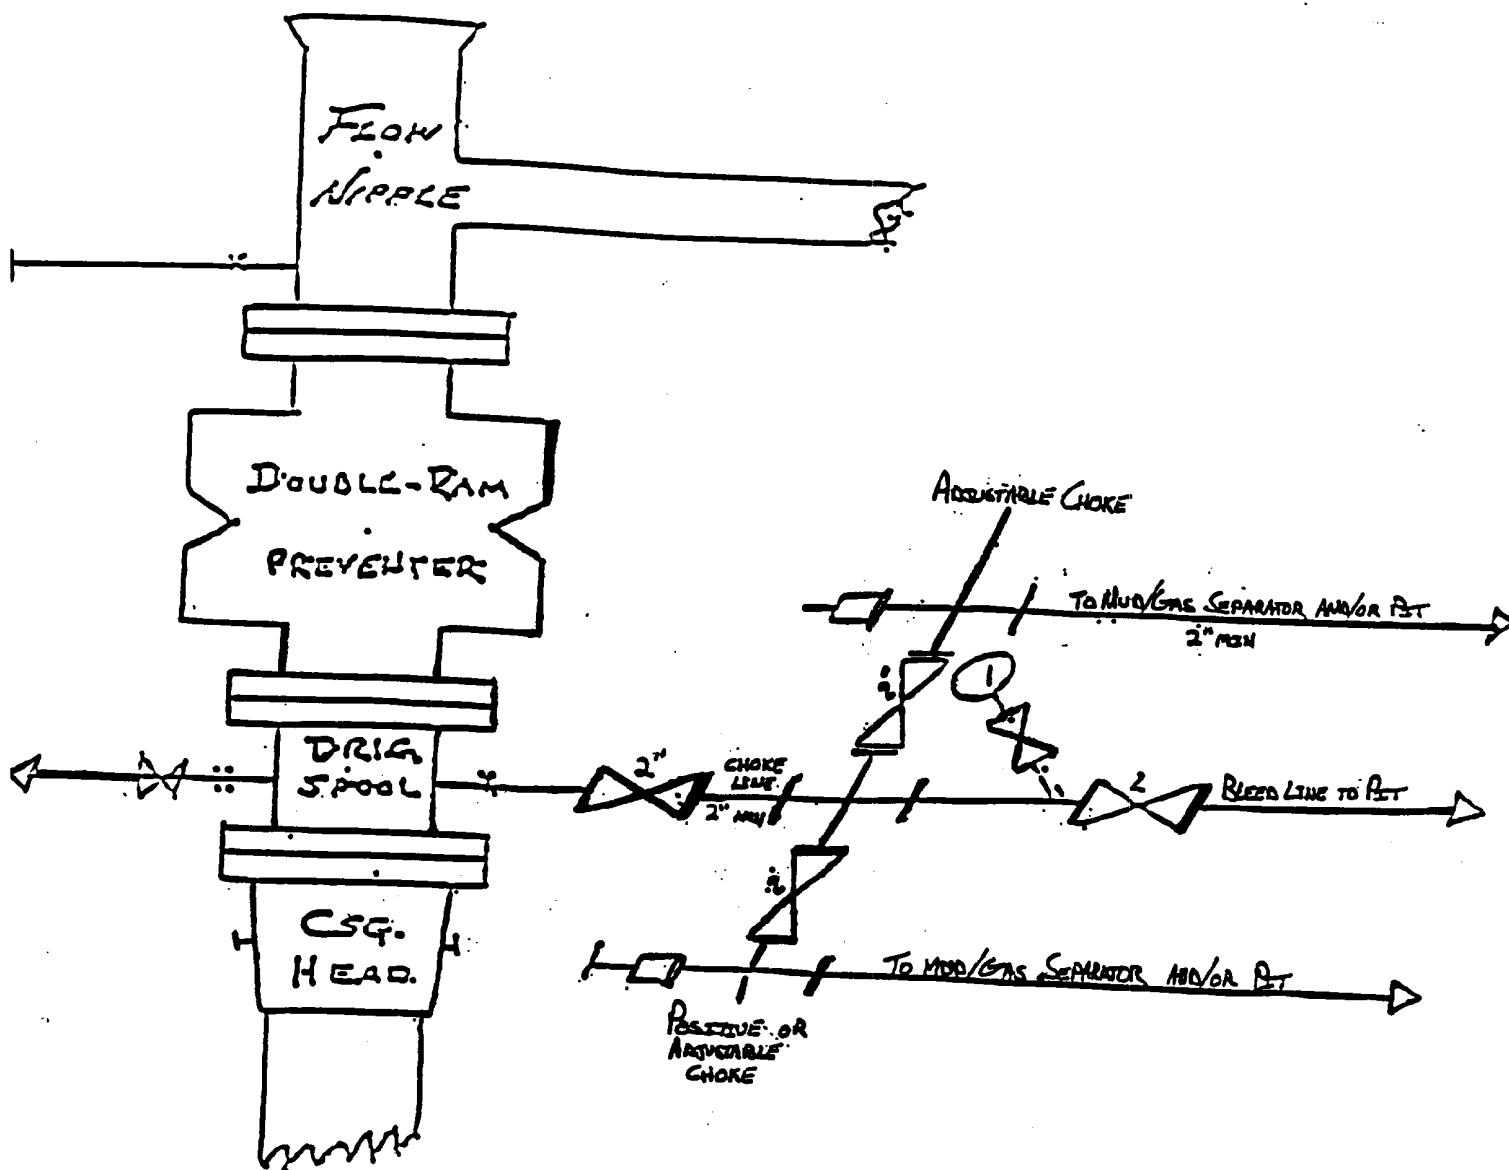 FLOW
NIPPLE
DOUBLE-RAM
PREVENTER
ADJUSTABLE CHOKE
TO MUD/GAS SEPARATOR AND/OR PIT
2" MIN
1
DRLG
SPOOL
2"
CHOKE
LINE
2" MIN
2
BLEED LINE TO PIT
CSG.
HEAD.
TO MUD/GAS SEPARATOR AND/OR PIT
POSITIVE OR
ADJUSTABLE
CHOKE